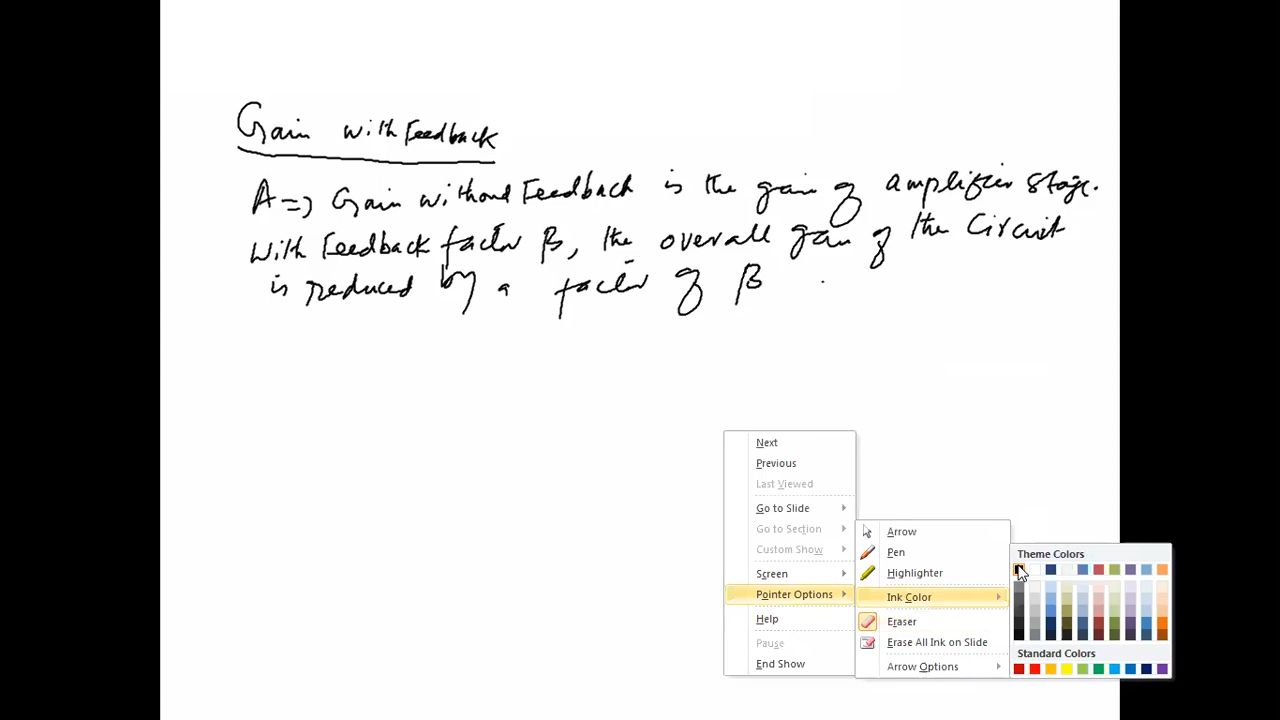 Gain with Feedback
A => Gain without Feedback is the gain of amplifier stage.
With Feedback factor β, the overall gain of the circuit
is reduced by a factor of β
Next
Previous
Last Viewed
Go to Slide
Go to Section
Custom Show
Screen
Pointer Options
Help
Pause
End Show
Arrow
Pen
Highlighter
Ink Color
Eraser
Erase All Ink on Slide
Arrow Options
Theme Colors
Standard Colors